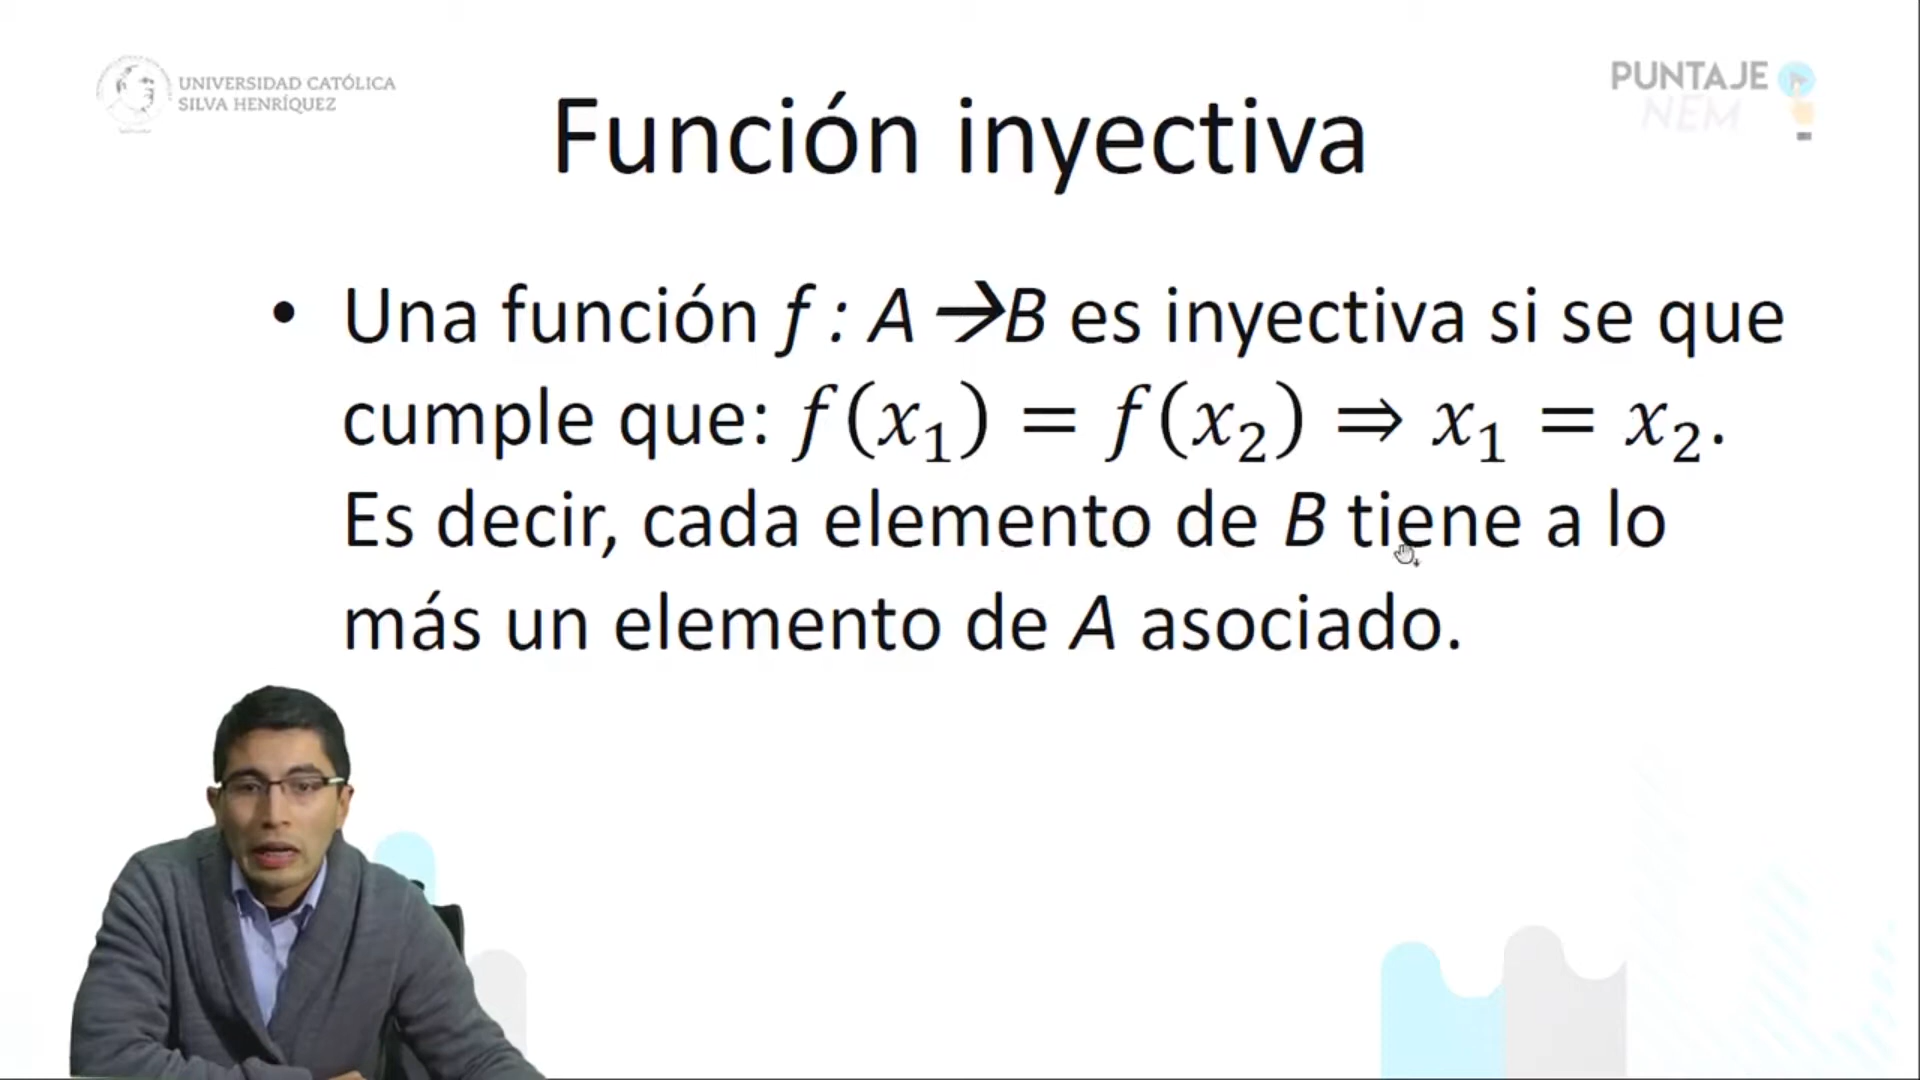 UNIVERSIDAD CATÓLICA
SILVA HENRÍQUEZ
PUNTAJE
NEM
Función inyectiva
• Una función f : A →B es inyectiva si se que
cumple que: f(x₁) = f(x₂) ⇒ x₁ = x₂.
Es decir, cada elemento de B tiene a lo
más un elemento de A asociado.